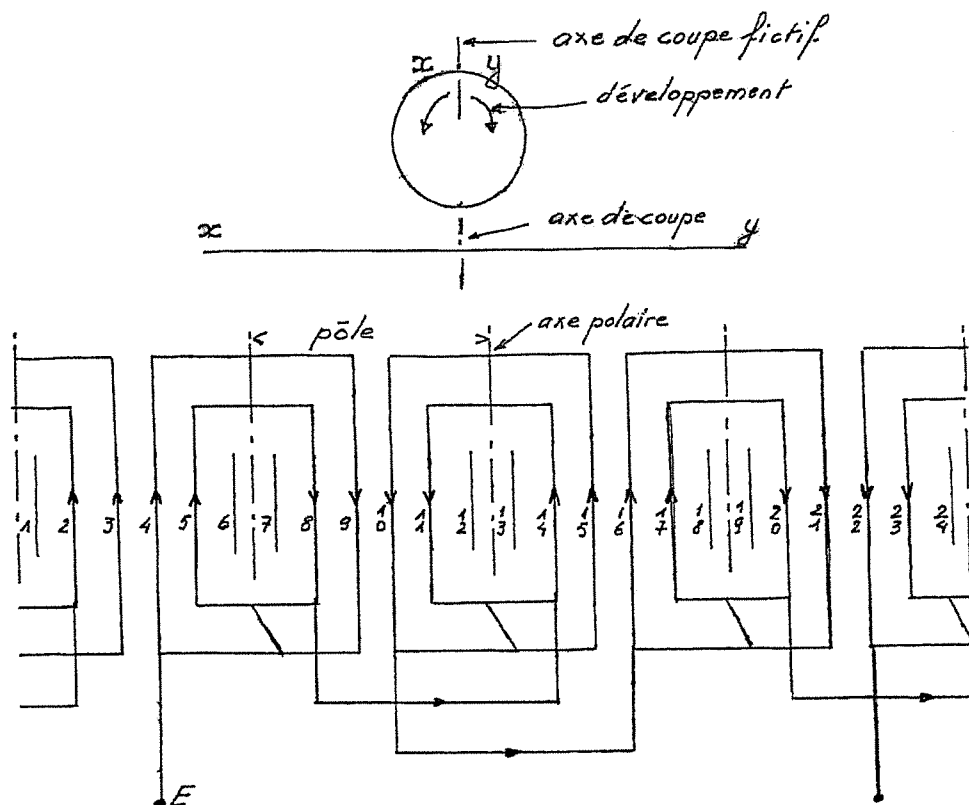 axe de coupe fictif.
x y
développement
axe de coupe
x y
pôle
axe polaire
1 2 3 4 5 6 7 8 9 10 11 12 13 14 15 16 17 18 19 20 21 22 23 24
E